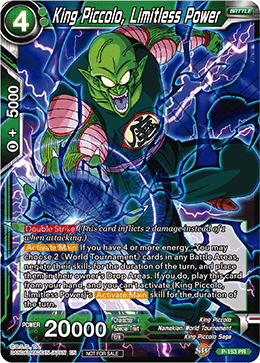 4
King Piccolo, Limitless Power
BATTLE
0 + 5000
魔
Double Strike (This card inflicts 2 damage instead of 1
when attacking.)
Activate:Main If you have 4 or more energy: You may
choose 2 《World Tournament》 cards in any Battle Areas,
negate their skills for the duration of the turn, and place
them in their owner's Drop Areas. If you do, play this card
from your hand, and you can't activate {King Piccolo,
Limitless Power}'s Activate:Main skill for the duration of
the turn.
POWER
20000
Character
King Piccolo
Special Trait
Namekian/World Tournament
Era
King Piccolo Saga
NOT FOR SALE
P-153 PR